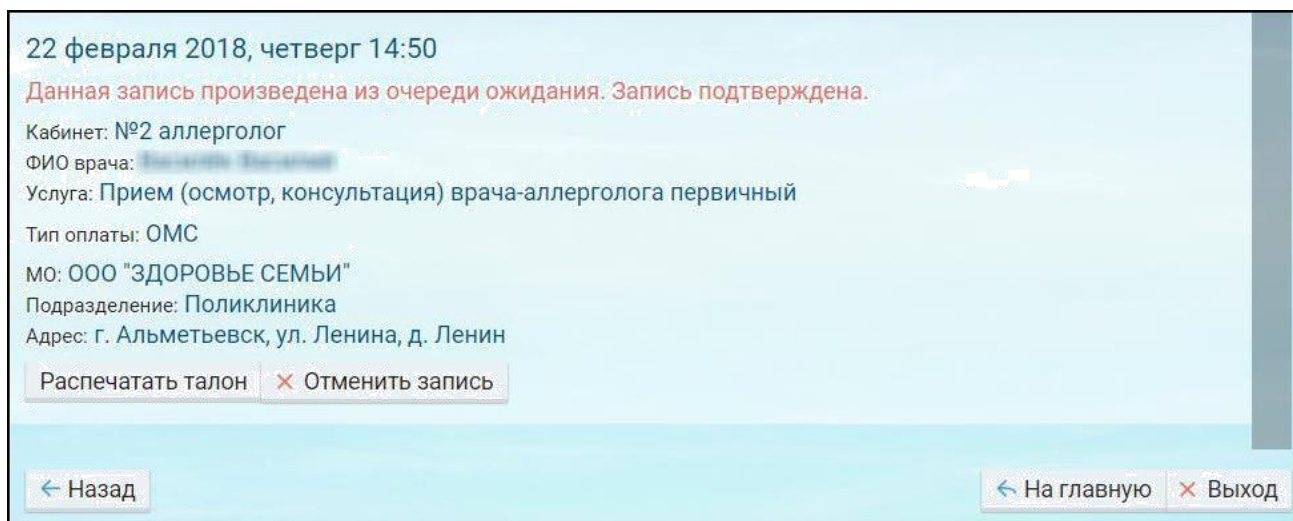 22 февраля 2018, четверг 14:50
Данная запись произведена из очереди ожидания. Запись подтверждена.
Кабинет: №2 аллерголог
ФИО врача:
Услуга: Прием (осмотр, консультация) врача-аллерголога первичный
Тип оплаты: ОМС
МО: ООО "ЗДОРОВЬЕ СЕМЬИ"
Подразделение: Поликлиника
Адрес: г. Альметьевск, ул. Ленина, д. Ленин
Распечатать талон × Отменить запись
← Назад На главную × Выход